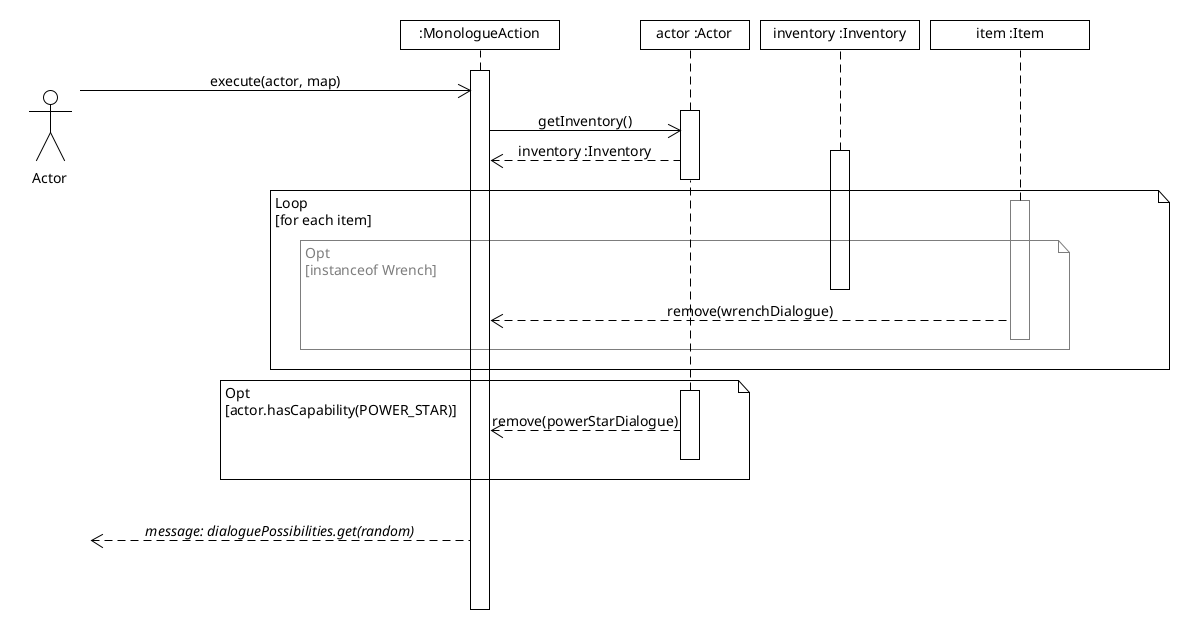 :MonologueAction
actor :Actor
inventory :Inventory
item :Item
execute(actor, map)
Actor
getInventory()
inventory :Inventory
Loop
[for each item]
Opt
[instanceof Wrench]
remove(wrenchDialogue)
Opt
[actor.hasCapability(POWER_STAR)]
remove(powerStarDialogue)
message: dialoguePossibilities.get(random)